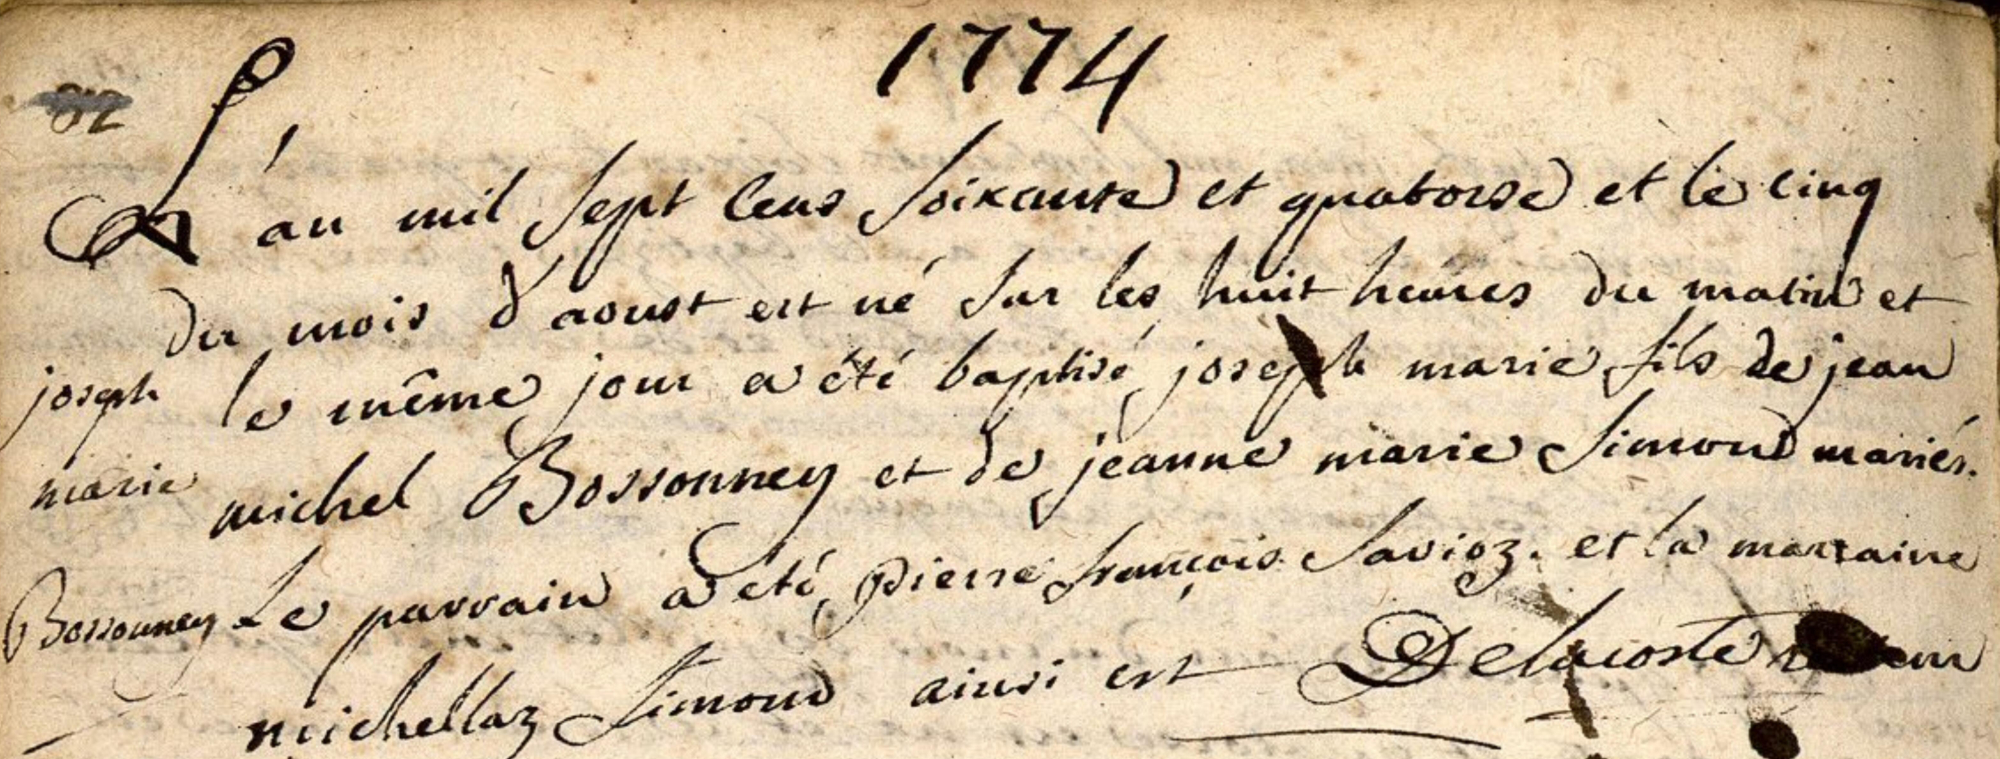 1774
L'an mil sept cens soixante et quatorse et le cinq
du mois d'aoust est né sur les huit heures du matin et
joseph le même jour a été baptisé joseph marie fils de jean
marie michel Bossonney et de jeanne marie Simond mariés.
Bossonney Le parrain a été pierre françois Savioz. et la marraine
michellaz Simond ainsi est Delacoste